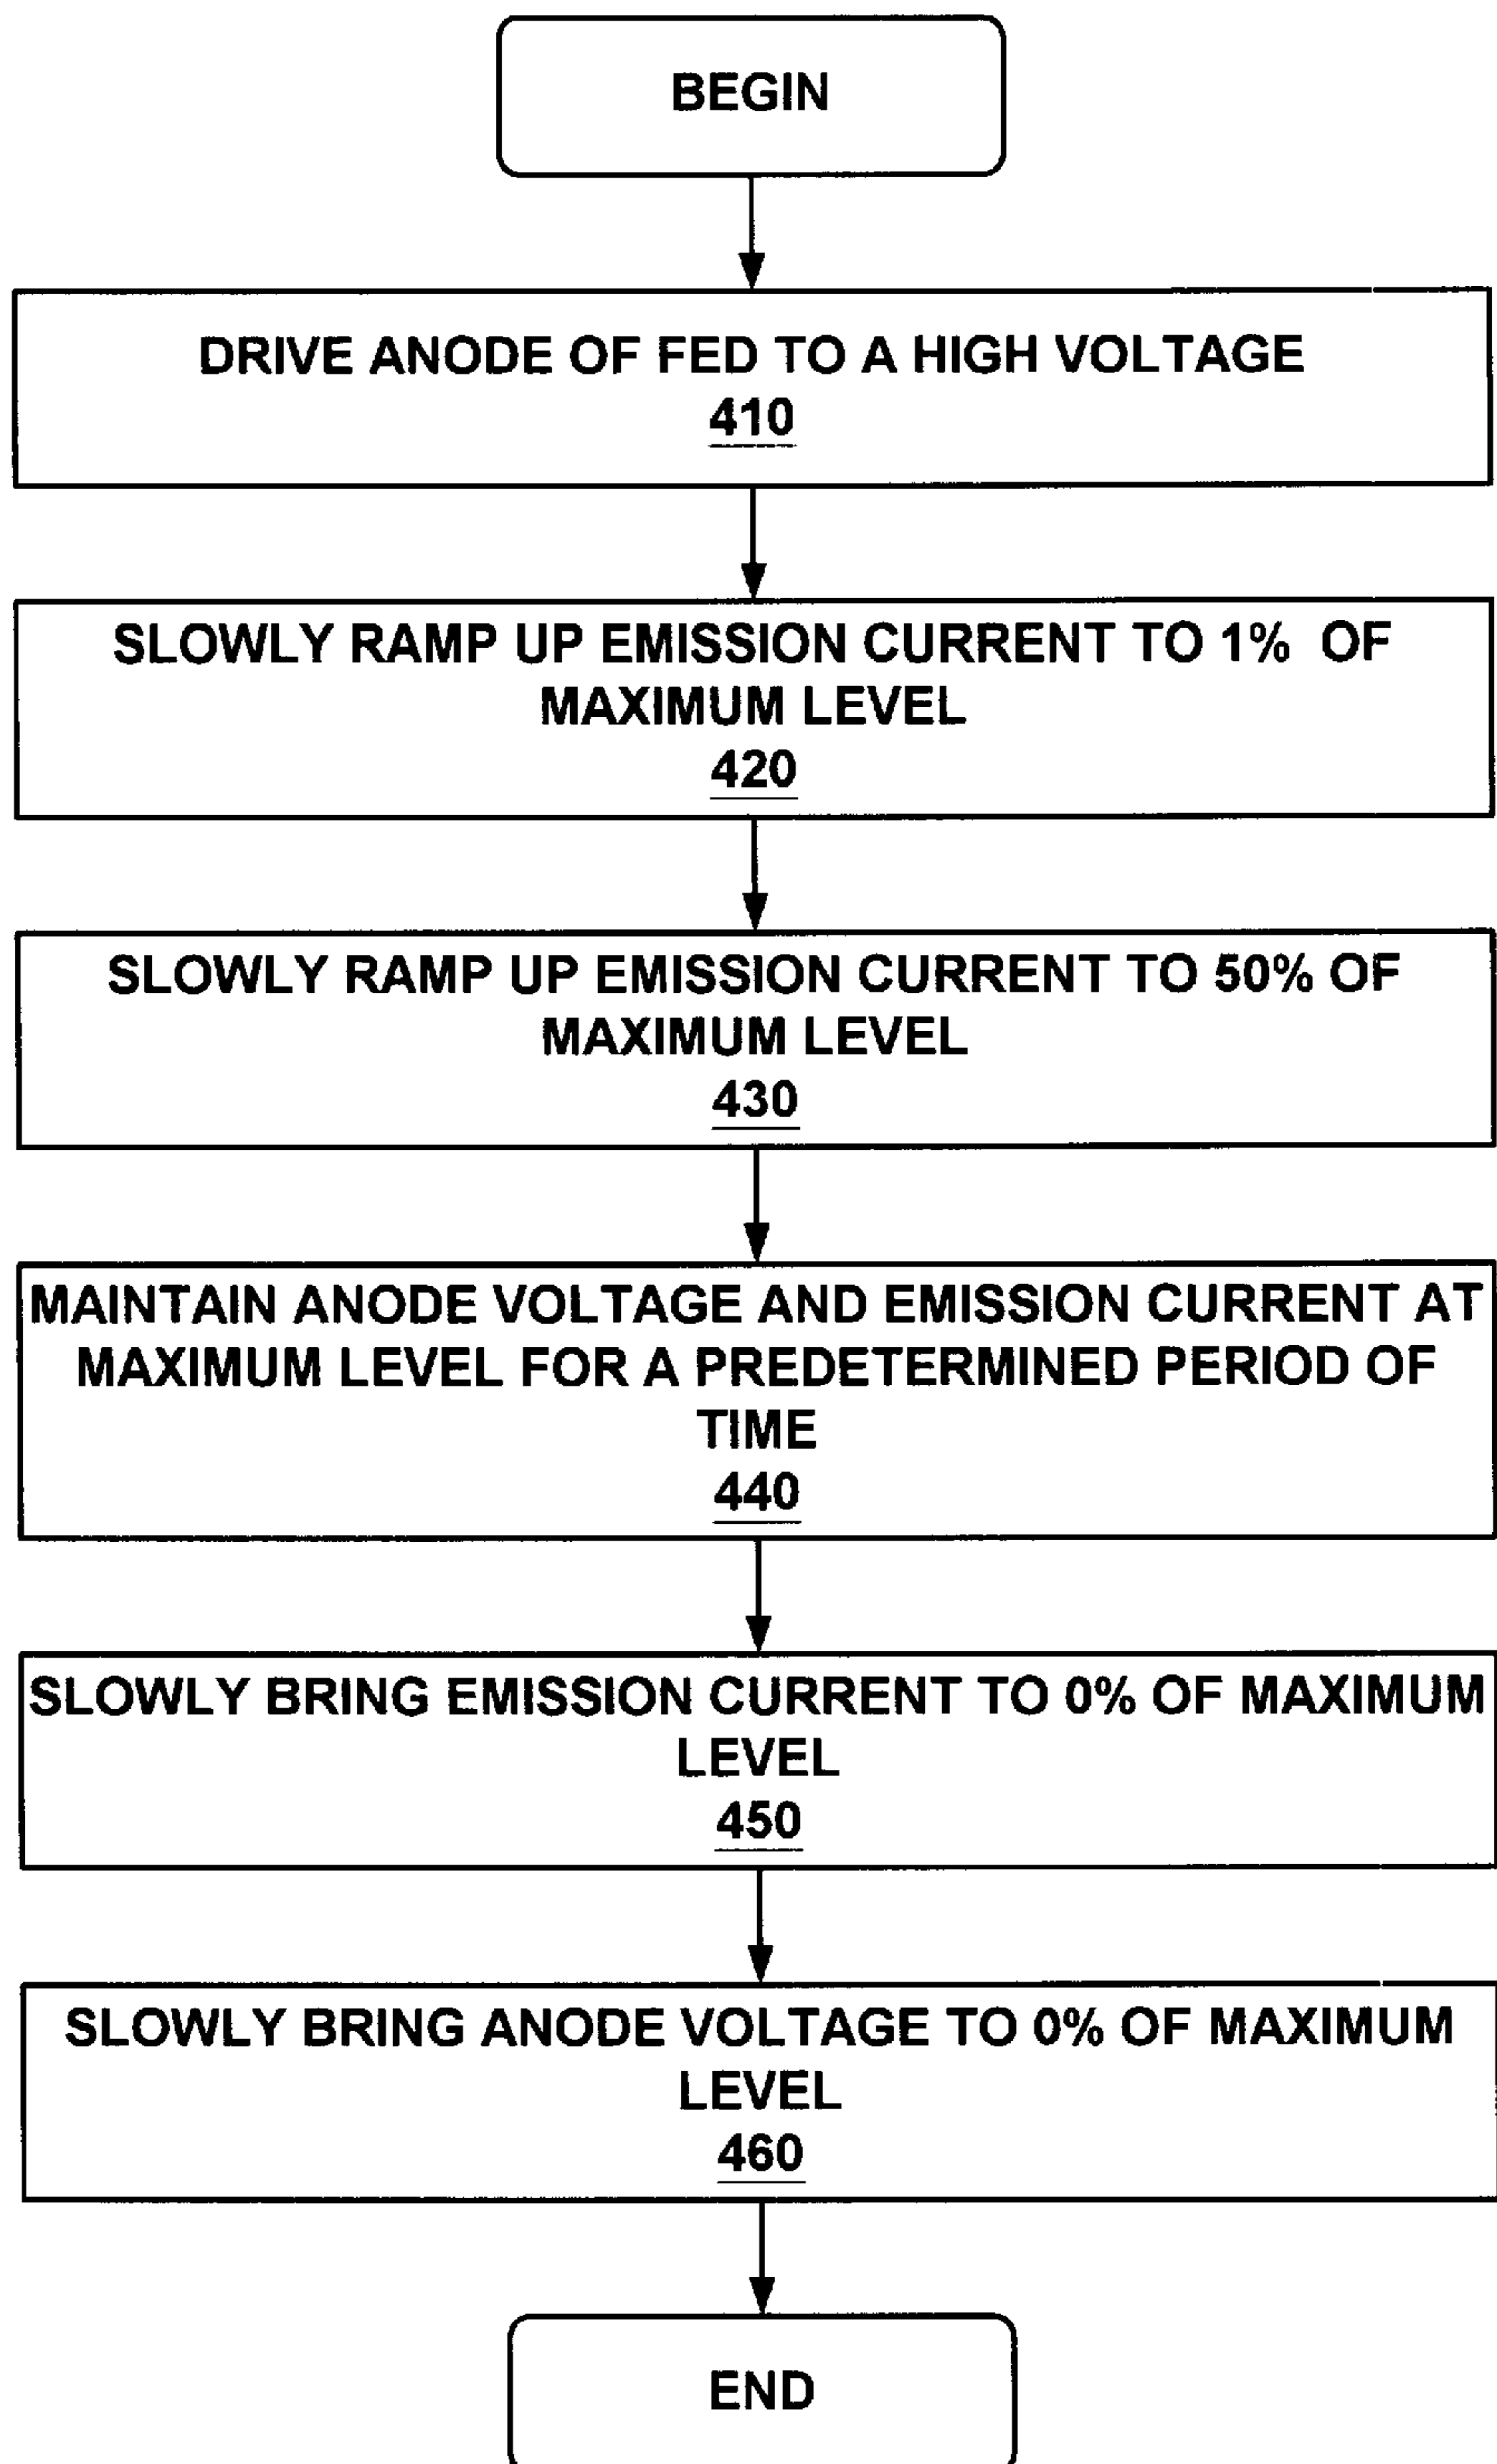 BEGIN
DRIVE ANODE OF FED TO A HIGH VOLTAGE
410
SLOWLY RAMP UP EMISSION CURRENT TO 1% OF
MAXIMUM LEVEL
420
SLOWLY RAMP UP EMISSION CURRENT TO 50% OF
MAXIMUM LEVEL
430
MAINTAIN ANODE VOLTAGE AND EMISSION CURRENT AT
MAXIMUM LEVEL FOR A PREDETERMINED PERIOD OF
TIME
440
SLOWLY BRING EMISSION CURRENT TO 0% OF MAXIMUM
LEVEL
450
SLOWLY BRING ANODE VOLTAGE TO 0% OF MAXIMUM
LEVEL
460
END